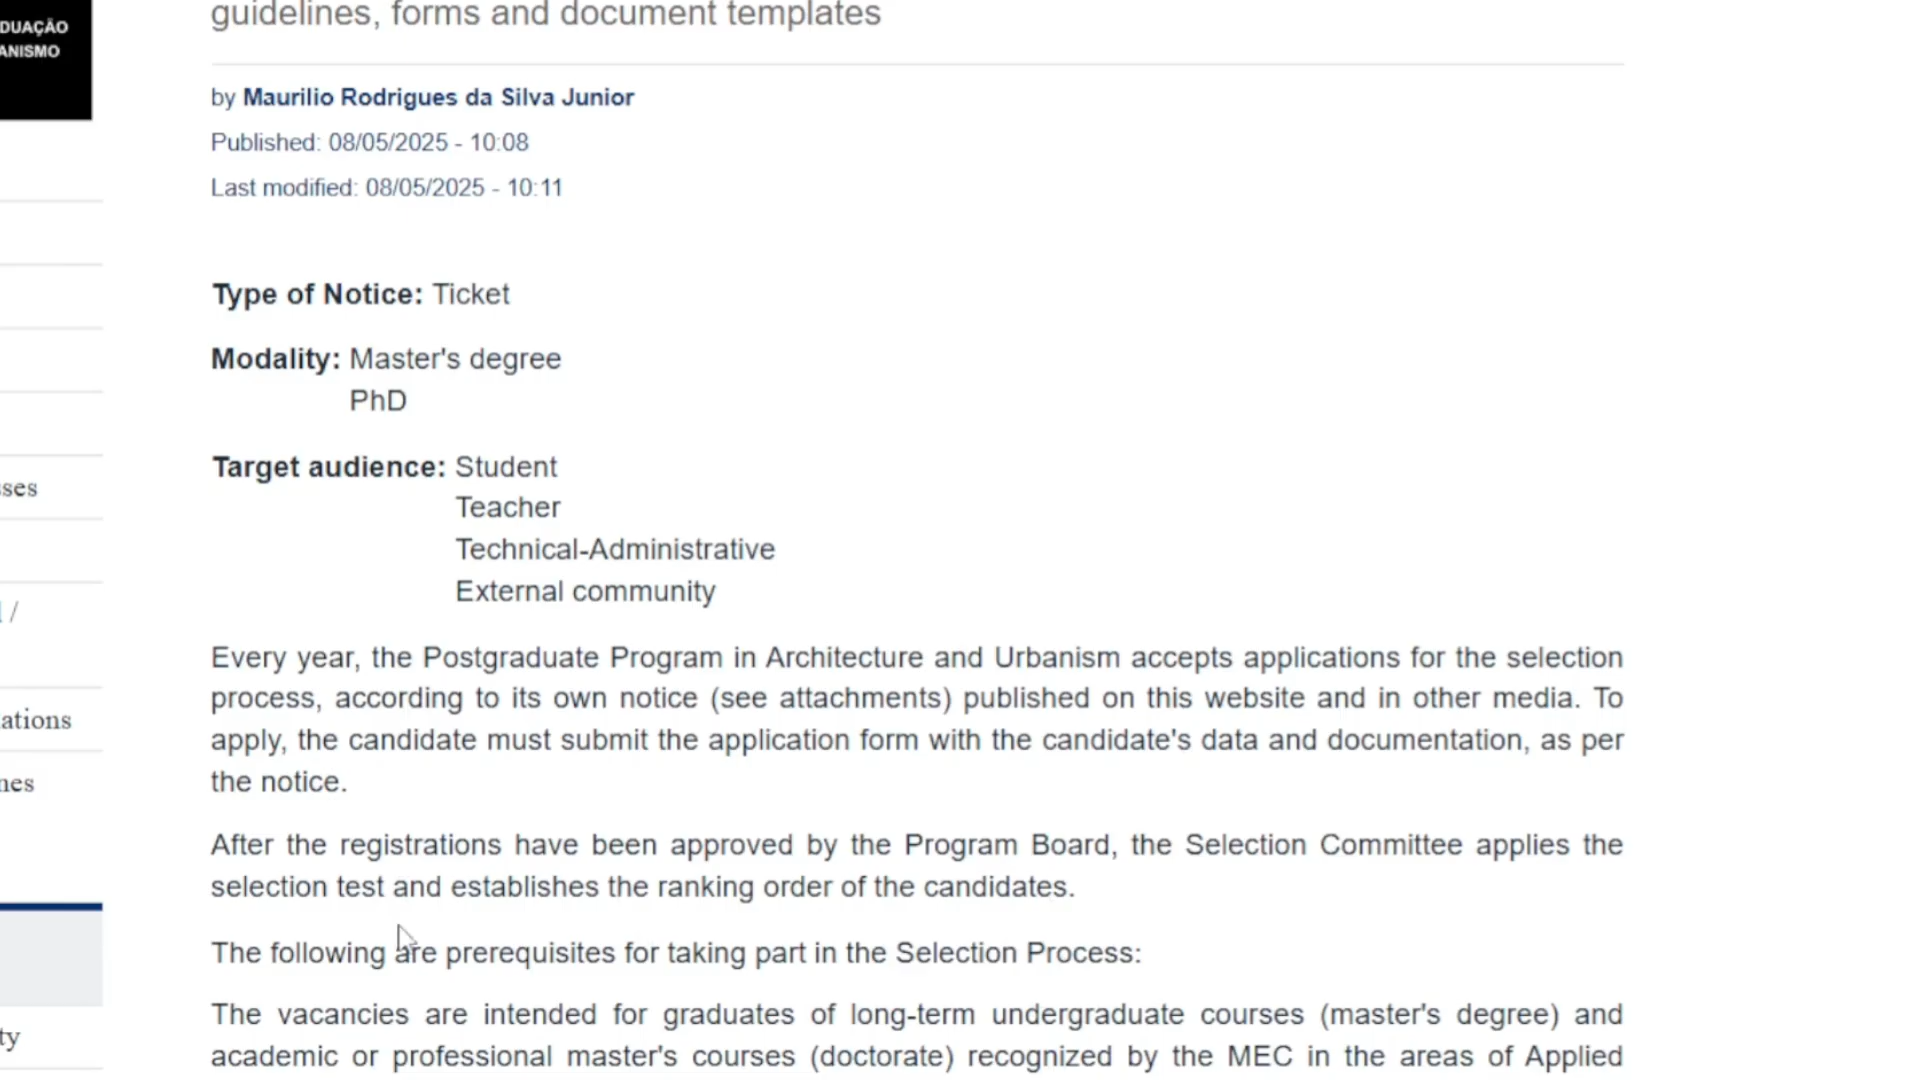 guidelines, forms and document templates
DUAÇÃO
ANISMO
by Maurilio Rodrigues da Silva Junior
Published: 08/05/2025 - 10:08
Last modified: 08/05/2025 - 10:11
Type of Notice: Ticket
Modality: Master's degree
PhD
Target audience: Student
Teacher
Technical-Administrative
External community
Every year, the Postgraduate Program in Architecture and Urbanism accepts applications for the selection
process, according to its own notice (see attachments) published on this website and in other media. To
apply, the candidate must submit the application form with the candidate's data and documentation, as per
the notice.
After the registrations have been approved by the Program Board, the Selection Committee applies the
selection test and establishes the ranking order of the candidates.
The following are prerequisites for taking part in the Selection Process:
The vacancies are intended for graduates of long-term undergraduate courses (master's degree) and
academic or professional master's courses (doctorate) recognized by the MEC in the areas of Applied
ses
/
ations
nes
ty